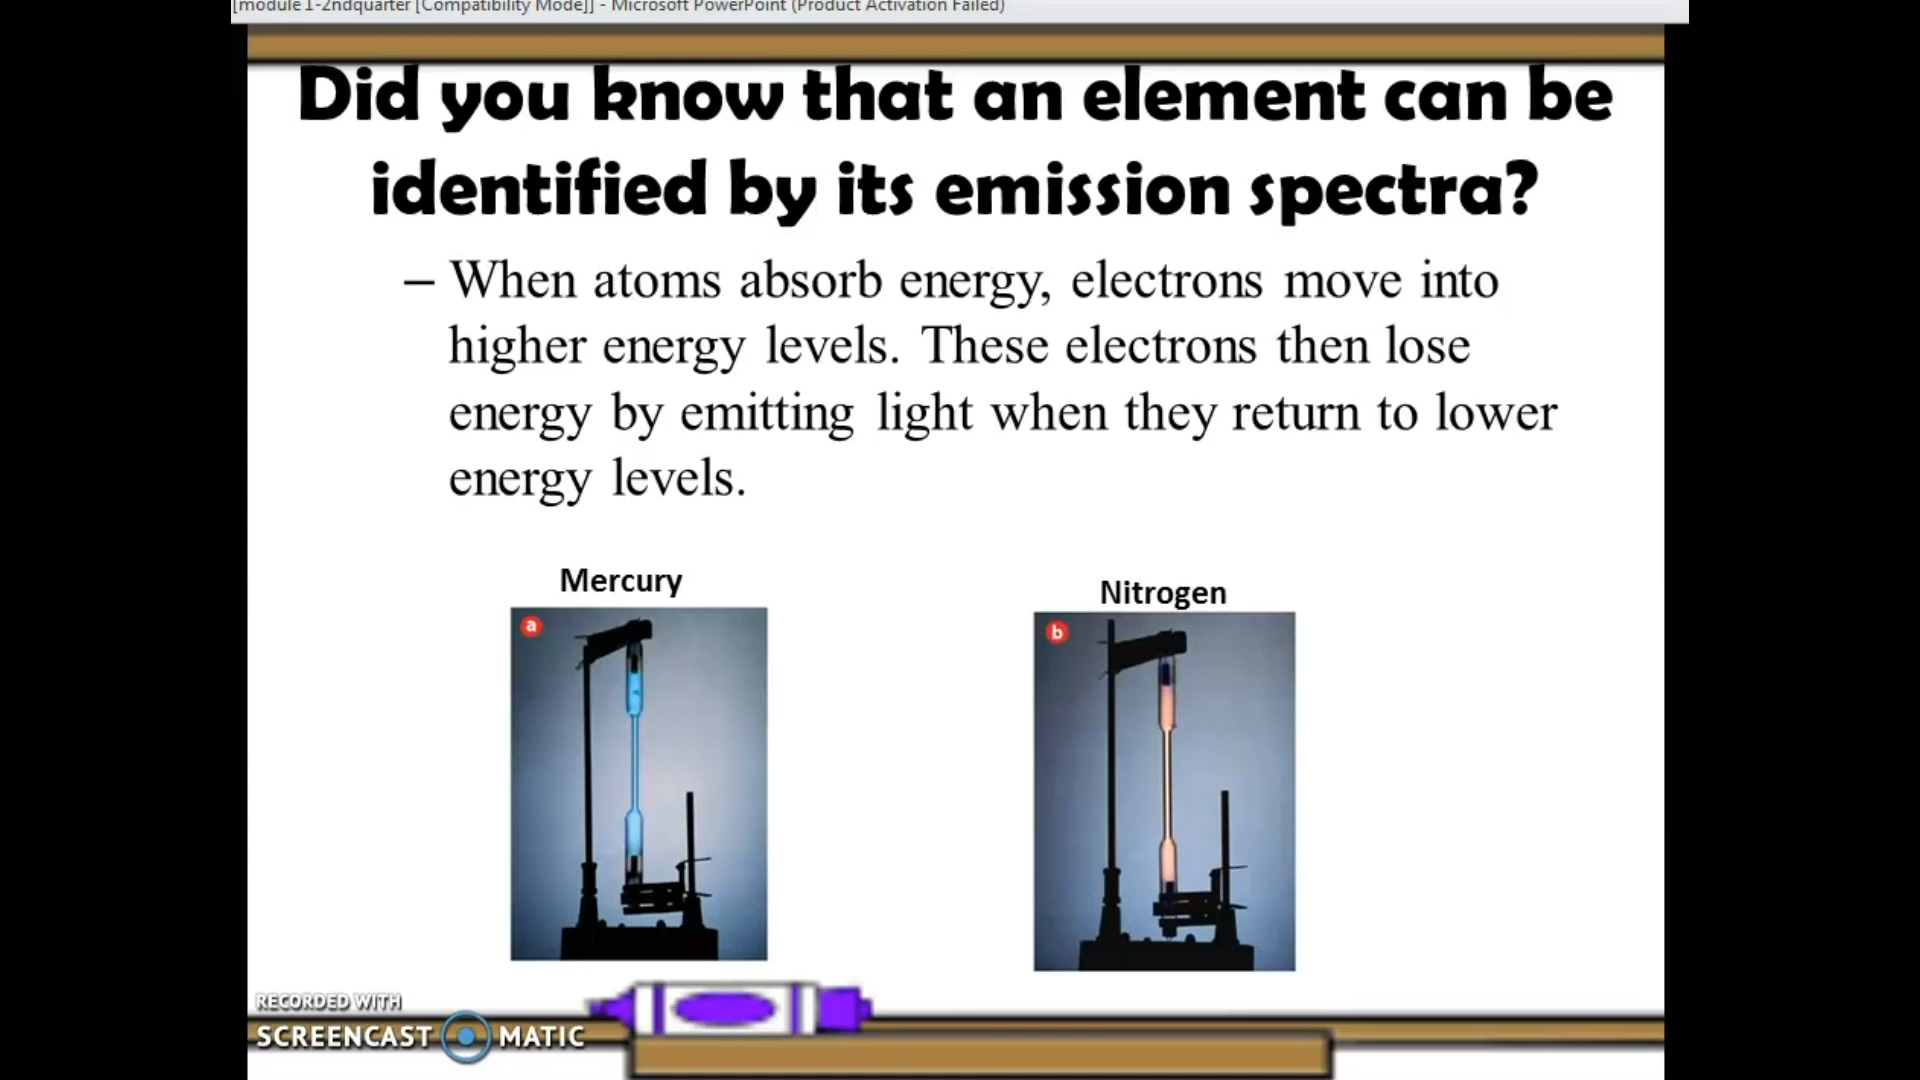 [module 1-2ndquarter [Compatibility Mode]] - Microsoft PowerPoint (Product Activation Failed)
Did you know that an element can be
identified by its emission spectra?
– When atoms absorb energy, electrons move into
higher energy levels. These electrons then lose
energy by emitting light when they return to lower
energy levels.
Mercury
Nitrogen
a
b
RECORDED WITH
SCREENCAST MATIC